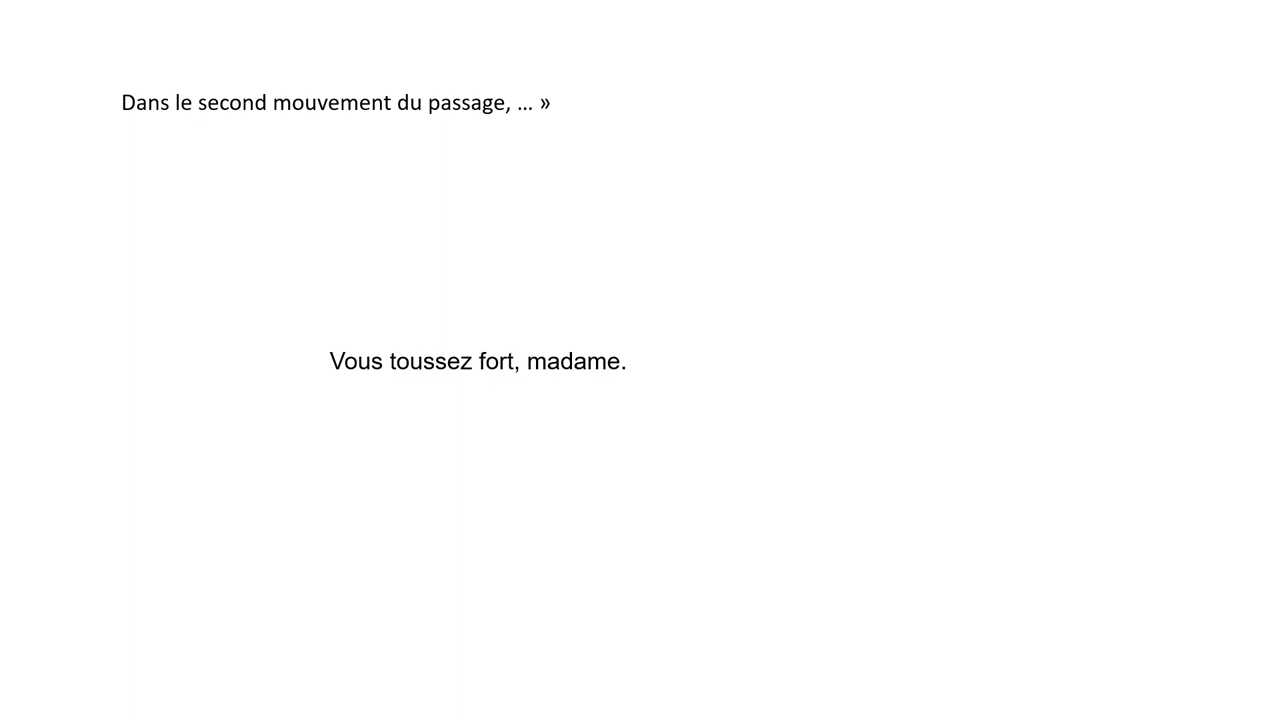 Dans le second mouvement du passage, … »
Vous toussez fort, madame.